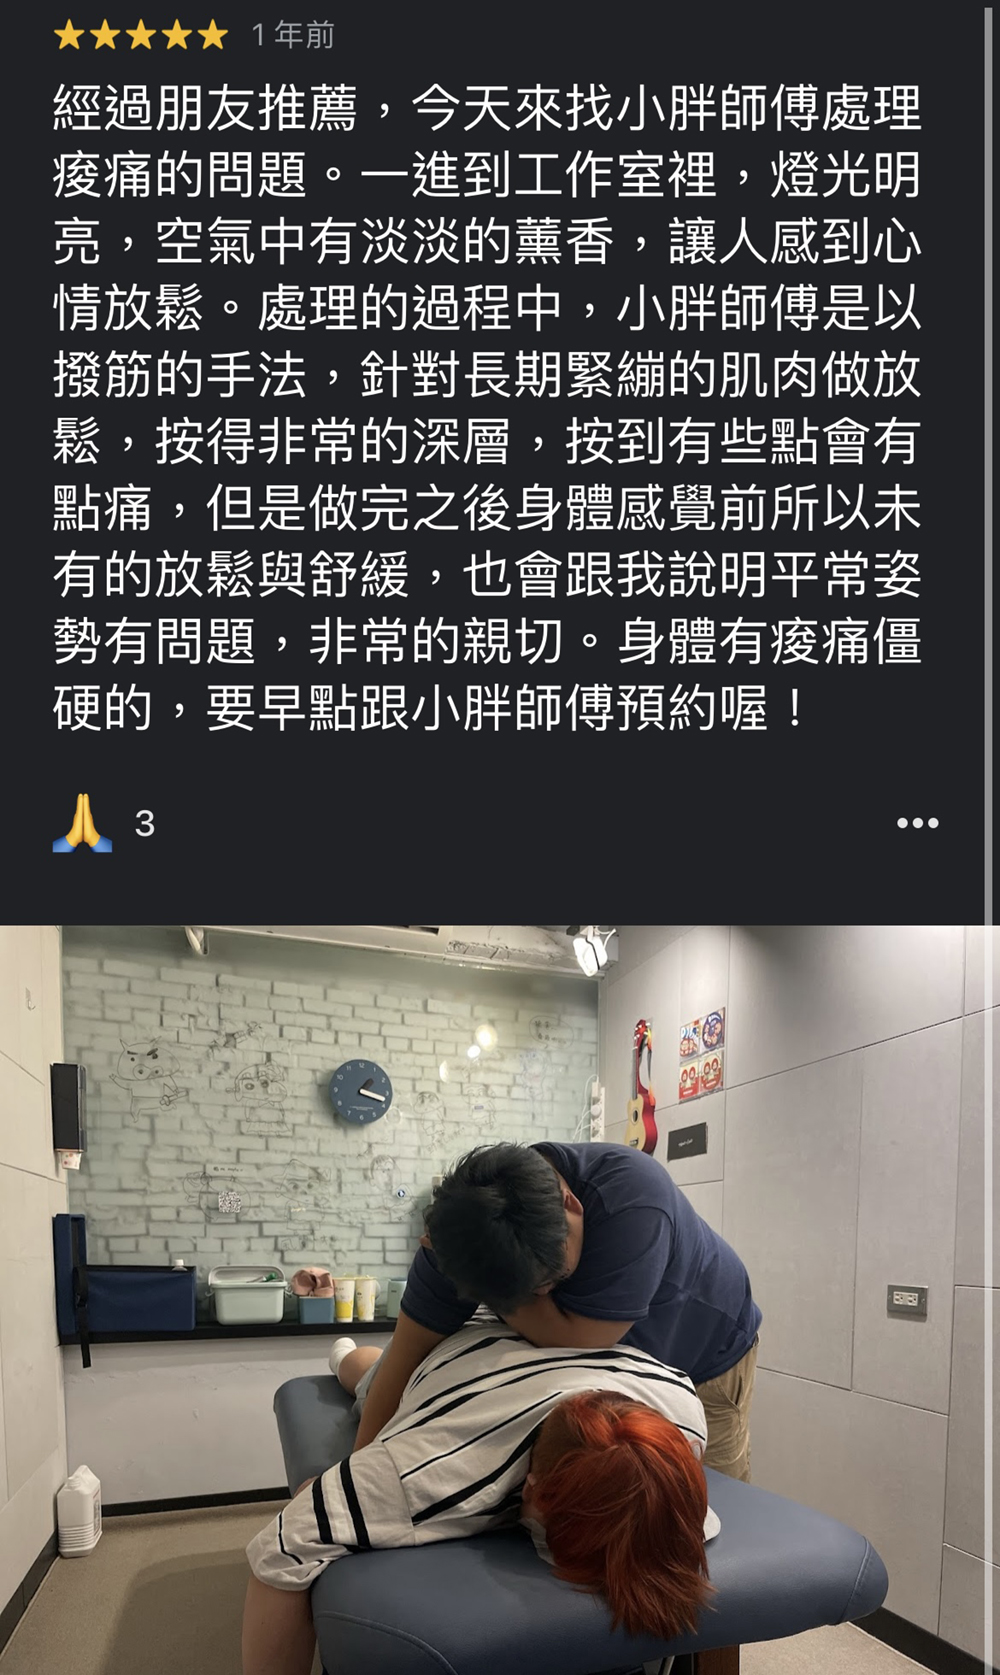 1 年前
經過朋友推薦，今天來找小胖師傅處理
痠痛的問題。一進到工作室裡，燈光明
亮，空氣中有淡淡的薰香，讓人感到心
情放鬆。處理的過程中，小胖師傅是以
撥筋的手法，針對長期緊繃的肌肉做放
鬆，按得非常的深層，按到有些點會有
點痛，但是做完之後身體感覺前所以未
有的放鬆與舒緩，也會跟我說明平常姿
勢有問題，非常的親切。身體有痠痛僵
硬的，要早點跟小胖師傅預約喔！
3